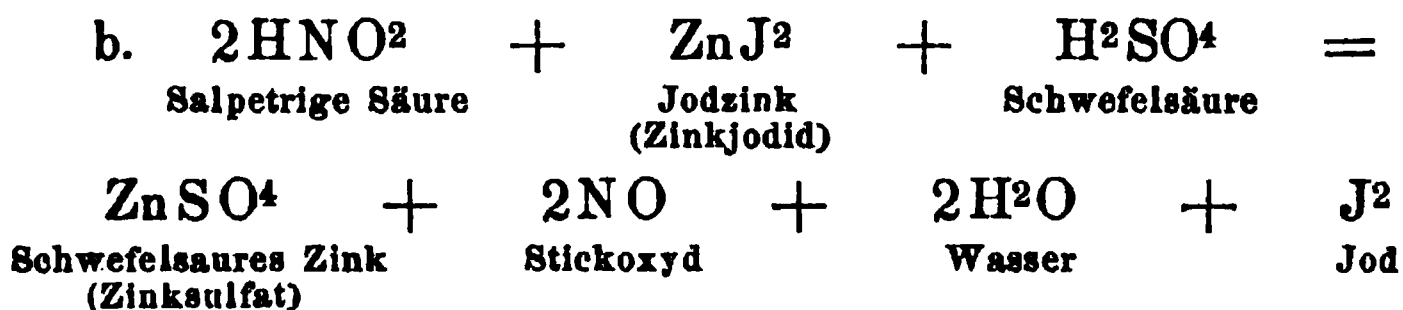 b. 2HNO² + ZnJ² + H²SO⁴ =
Salpetrige Säure Jodzink Schwefelsäure
(Zinkjodid)
ZnSO⁴ + 2NO + 2H²O + J²
Schwefelsaures Zink Stickoxyd Wasser Jod
(Zinksulfat)